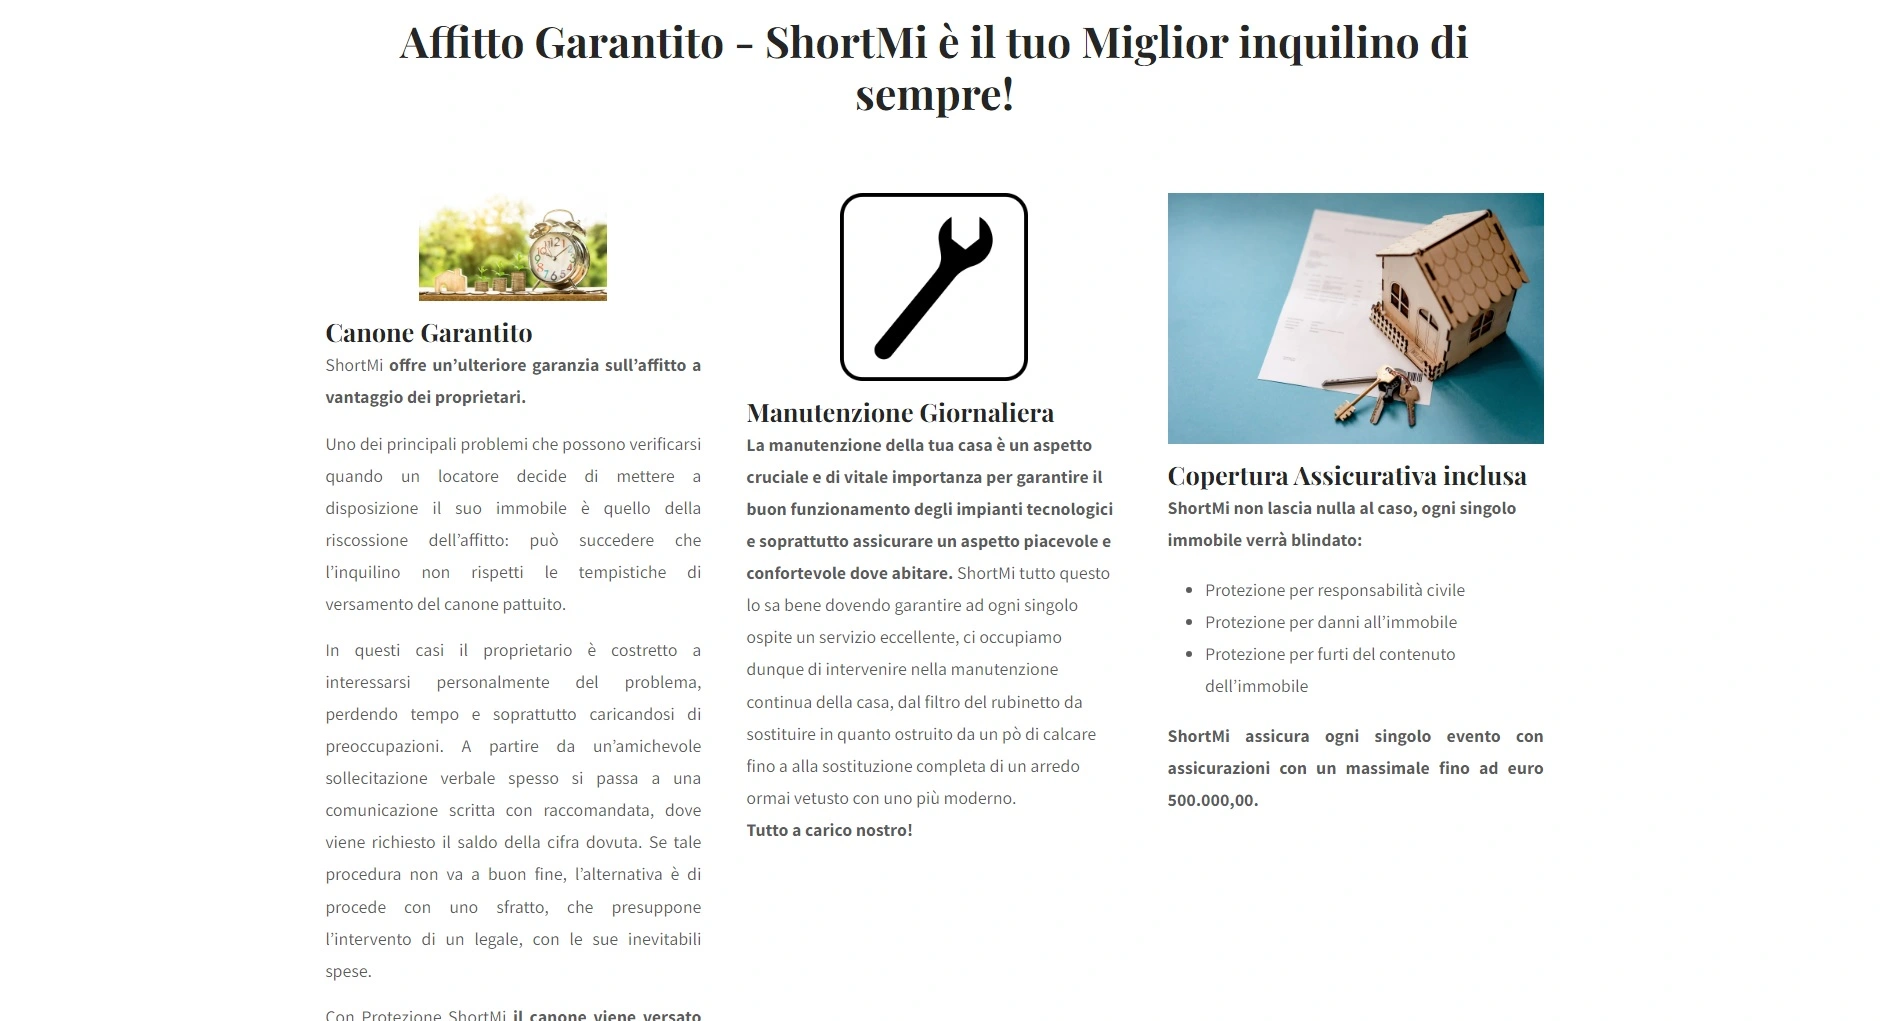 Affitto Garantito - ShortMi è il tuo Miglior inquilino di
sempre!
Canone Garantito
ShortMi offre un’ulteriore garanzia sull’affitto a
vantaggio dei proprietari.
Uno dei principali problemi che possono verificarsi
quando un locatore decide di mettere a
disposizione il suo immobile è quello della
riscossione dell’affitto: può succedere che
l’inquilino non rispetti le tempistiche di
versamento del canone pattuito.
In questi casi il proprietario è costretto a
interessarsi personalmente del problema,
perdendo tempo e soprattutto caricandosi di
preoccupazioni. A partire da un’amichevole
sollecitazione verbale spesso si passa a una
comunicazione scritta con raccomandata, dove
viene richiesto il saldo della cifra dovuta. Se tale
procedura non va a buon fine, l’alternativa è di
procede con uno sfratto, che presuppone
l’intervento di un legale, con le sue inevitabili
spese.
Con Protezione ShortMi il canone viene versato
Manutenzione Giornaliera
La manutenzione della tua casa è un aspetto
cruciale e di vitale importanza per garantire il
buon funzionamento degli impianti tecnologici
e soprattutto assicurare un aspetto piacevole e
confortevole dove abitare. ShortMi tutto questo
lo sa bene dovendo garantire ad ogni singolo
ospite un servizio eccellente, ci occupiamo
dunque di intervenire nella manutenzione
continua della casa, dal filtro del rubinetto da
sostituire in quanto ostruito da un pò di calcare
fino a alla sostituzione completa di un arredo
ormai vetusto con uno più moderno.
Tutto a carico nostro!
Copertura Assicurativa inclusa
ShortMi non lascia nulla al caso, ogni singolo
immobile verrà blindato:
• Protezione per responsabilità civile
• Protezione per danni all’immobile
• Protezione per furti del contenuto
dell’immobile
ShortMi assicura ogni singolo evento con
assicurazioni con un massimale fino ad euro
500.000,00.